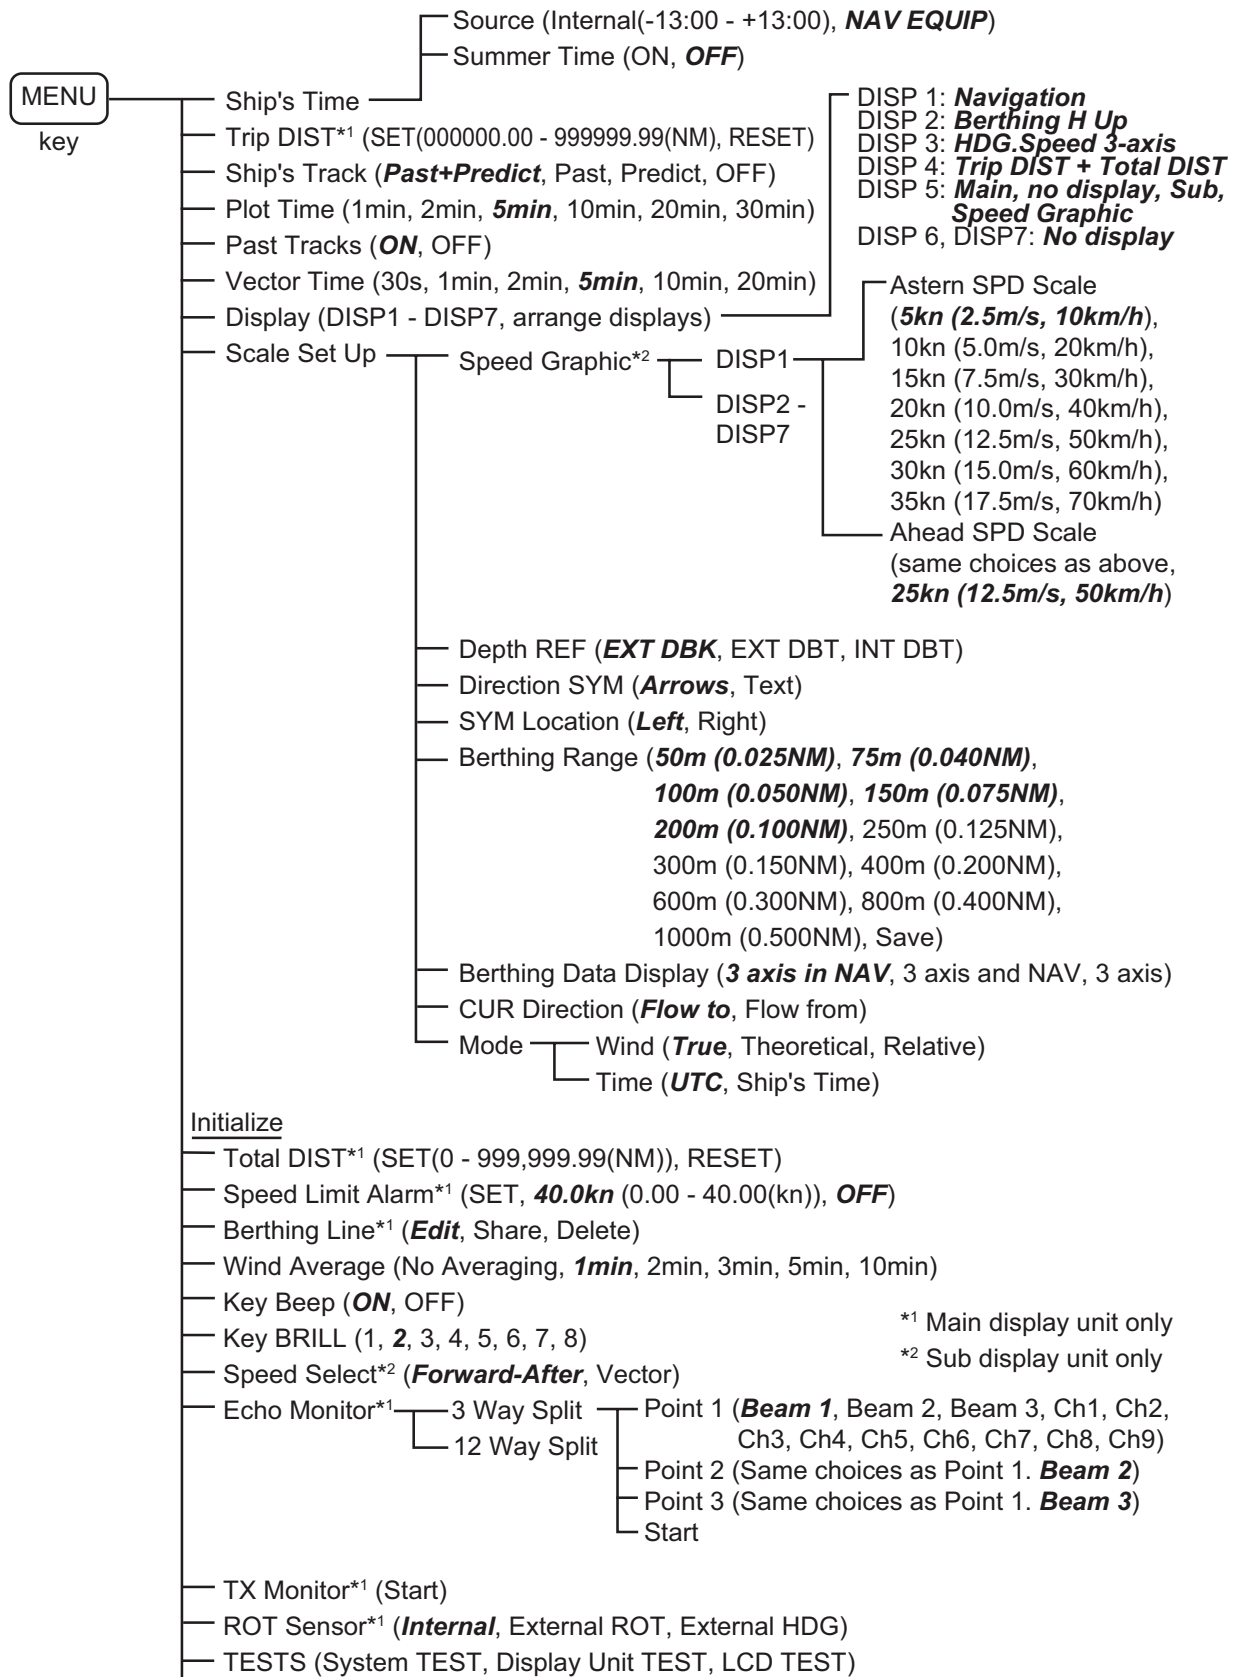 Source (Internal(-13:00 - +13:00), NAV EQUIP)
Summer Time (ON, OFF)
MENU
key
Ship's Time
Trip DIST*1 (SET(000000.00 - 999999.99(NM), RESET)
Ship's Track (Past+Predict, Past, Predict, OFF)
Plot Time (1min, 2min, 5min, 10min, 20min, 30min)
Past Tracks (ON, OFF)
Vector Time (30s, 1min, 2min, 5min, 10min, 20min)
Display (DISP1 - DISP7, arrange displays)
DISP 1: Navigation
DISP 2: Berthing H Up
DISP 3: HDG.Speed 3-axis
DISP 4: Trip DIST + Total DIST
DISP 5: Main, no display, Sub,
Speed Graphic
DISP 6, DISP7: No display
Scale Set Up
Speed Graphic*2
DISP1
DISP2 -
DISP7
Astern SPD Scale
(5kn (2.5m/s, 10km/h),
10kn (5.0m/s, 20km/h),
15kn (7.5m/s, 30km/h),
20kn (10.0m/s, 40km/h),
25kn (12.5m/s, 50km/h),
30kn (15.0m/s, 60km/h),
35kn (17.5m/s, 70km/h)
Ahead SPD Scale
(same choices as above,
25kn (12.5m/s, 50km/h)
Depth REF (EXT DBK, EXT DBT, INT DBT)
Direction SYM (Arrows, Text)
SYM Location (Left, Right)
Berthing Range (50m (0.025NM), 75m (0.040NM),
100m (0.050NM), 150m (0.075NM),
200m (0.100NM), 250m (0.125NM),
300m (0.150NM), 400m (0.200NM),
600m (0.300NM), 800m (0.400NM),
1000m (0.500NM), Save)
Berthing Data Display (3 axis in NAV, 3 axis and NAV, 3 axis)
CUR Direction (Flow to, Flow from)
Mode
Wind (True, Theoretical, Relative)
Time (UTC, Ship's Time)
Initialize
Total DIST*1 (SET(0 - 999,999.99(NM)), RESET)
Speed Limit Alarm*1 (SET, 40.0kn (0.00 - 40.00(kn)), OFF)
Berthing Line*1 (Edit, Share, Delete)
Wind Average (No Averaging, 1min, 2min, 3min, 5min, 10min)
Key Beep (ON, OFF)
Key BRILL (1, 2, 3, 4, 5, 6, 7, 8)
Speed Select*2 (Forward-After, Vector)
*1 Main display unit only
*2 Sub display unit only
Echo Monitor*1
3 Way Split
12 Way Split
Point 1 (Beam 1, Beam 2, Beam 3, Ch1, Ch2,
Ch3, Ch4, Ch5, Ch6, Ch7, Ch8, Ch9)
Point 2 (Same choices as Point 1. Beam 2)
Point 3 (Same choices as Point 1. Beam 3)
Start
TX Monitor*1 (Start)
ROT Sensor*1 (Internal, External ROT, External HDG)
TESTS (System TEST, Display Unit TEST, LCD TEST)